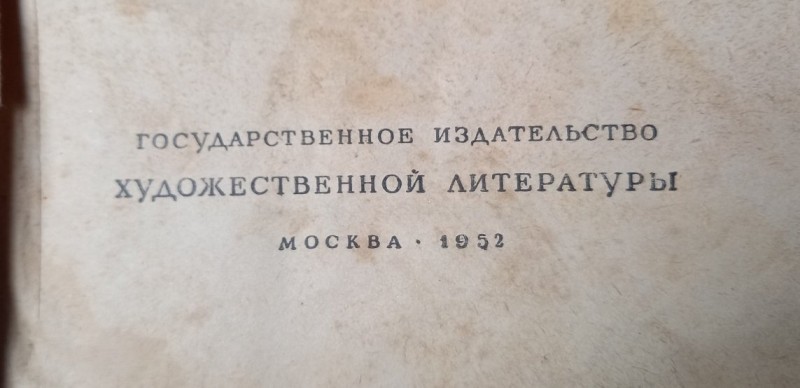 ГОСУДАРСТВЕННОЕ ИЗДАТЕЛЬСТВО
ХУДОЖЕСТВЕННОЙ ЛИТЕРАТУРЫ
МОСКВА · 1952